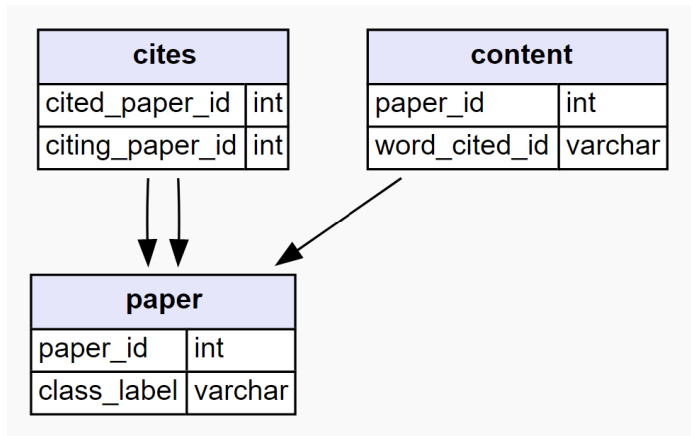 cites
cited_paper_id int
citing_paper_id int
content
paper_id int
word_cited_id varchar
paper
paper_id int
class_label varchar